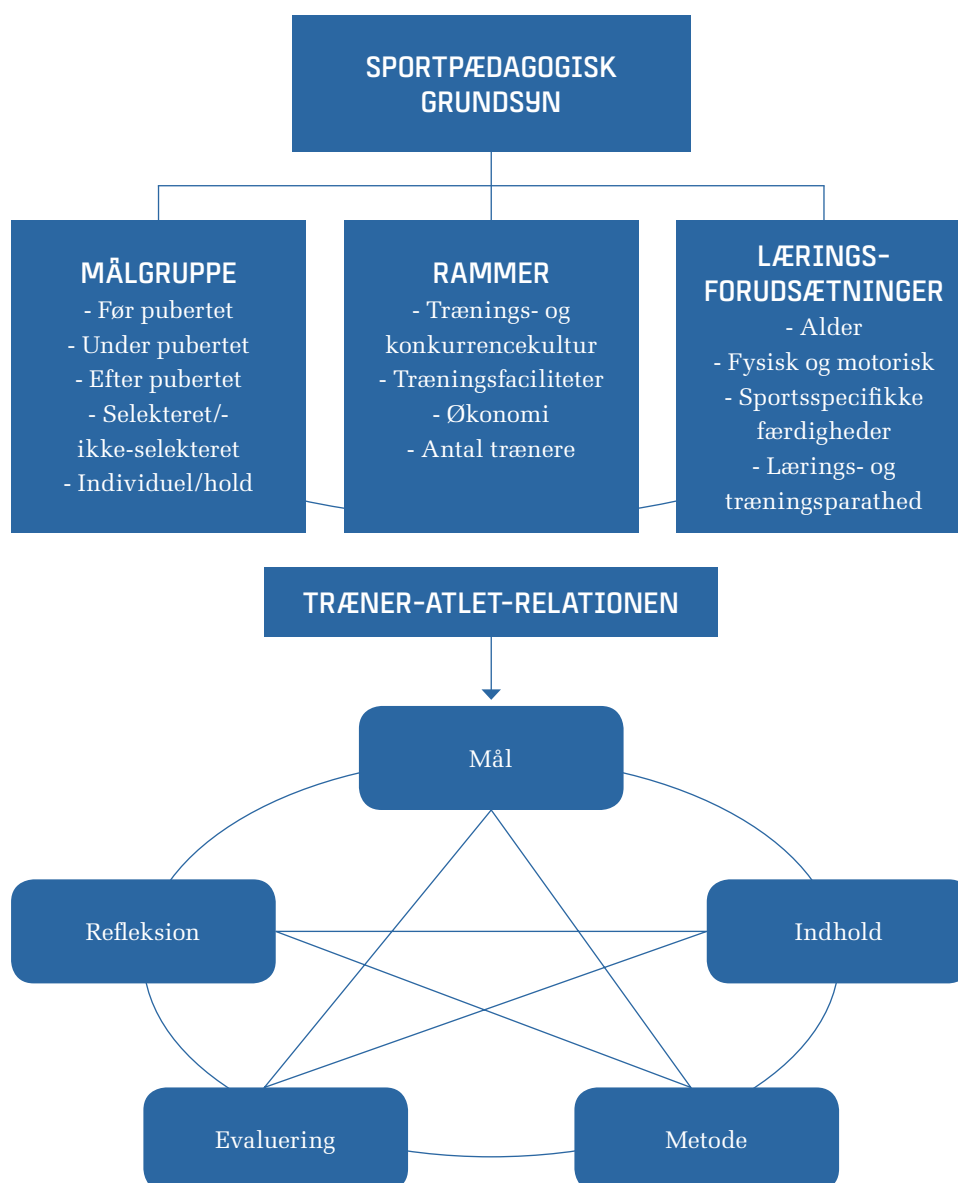 SPORTPÆDAGOGISK
GRUNDSYN
MÅLGRUPPE
- Før pubertet
- Under pubertet
- Efter pubertet
- Selekteret/-
ikke-selekteret
- Individuel/hold
RAMMER
- Trænings- og
konkurrencekultur
- Træningsfaciliteter
- Økonomi
- Antal trænere
LÆRINGS-
FORUDSÆTNINGER
- Alder
- Fysisk og motorisk
- Sportsspecifikke
færdigheder
- Lærings- og
træningsparathed
TRÆNER-ATLET-RELATIONEN
Mål
Refleksion
Indhold
Evaluering
Metode